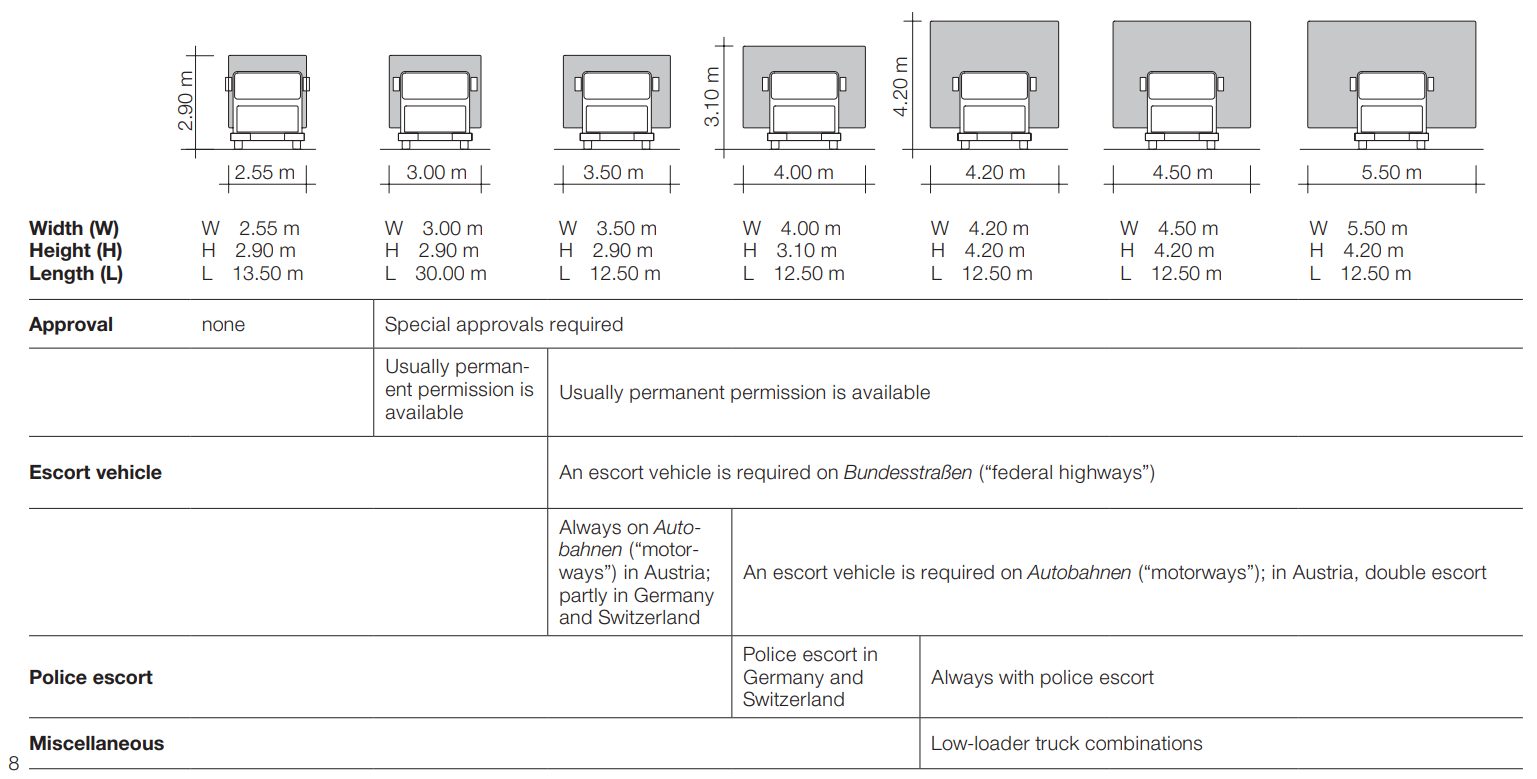 2.90 m
3.10 m
4.20 m
2.55 m 3.00 m 3.50 m 4.00 m 4.20 m 4.50 m 5.50 m
Width (W) W 2.55 m W 3.00 m W 3.50 m W 4.00 m W 4.20 m W 4.50 m W 5.50 m
Height (H) H 2.90 m H 2.90 m H 2.90 m H 3.10 m H 4.20 m H 4.20 m H 4.20 m
Length (L) L 13.50 m L 30.00 m L 12.50 m L 12.50 m L 12.50 m L 12.50 m L 12.50 m
Approval none Special approvals required
Usually perman-
ent permission is
available
Usually permanent permission is available
Escort vehicle An escort vehicle is required on Bundesstraßen (“federal highways”)
Always on Auto-
bahnen (“motor-
ways”) in Austria;
partly in Germany
and Switzerland
An escort vehicle is required on Autobahnen (“motorways”); in Austria, double escort
Police escort
Police escort in
Germany and
Switzerland
Always with police escort
Miscellaneous Low-loader truck combinations
8